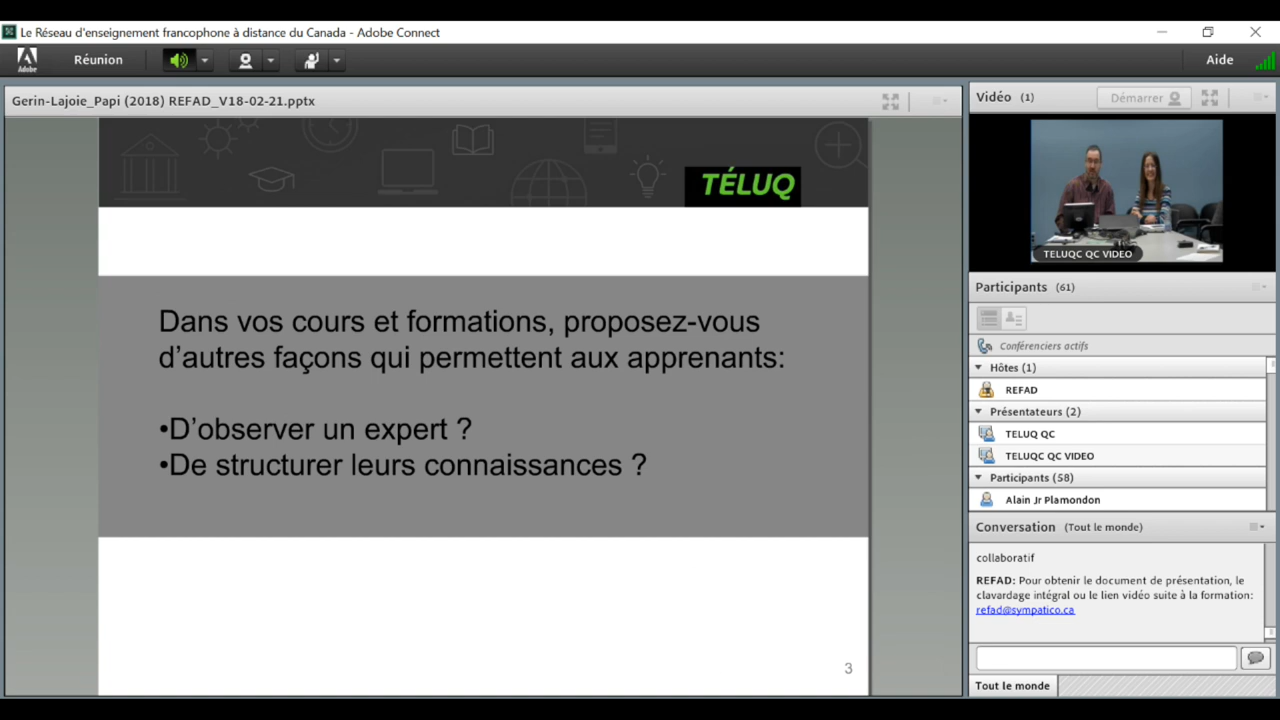 Le Réseau d'enseignement francophone à distance du Canada - Adobe Connect
Adobe
Réunion
Aide
Gerin-Lajoie_Papi (2018) REFAD_V18-02-21.pptx
TÉLUQ
Dans vos cours et formations, proposez-vous
d'autres façons qui permettent aux apprenants:
•D'observer un expert ?
•De structurer leurs connaissances ?
3
Vidéo (1)
Démarrer
TELUQC QC VIDEO
Participants (61)
Conférenciers actifs
Hôtes (1)
REFAD
Présentateurs (2)
TELUQ QC
TELUQC QC VIDEO
Participants (58)
Alain Jr Plamondon
Conversation (Tout le monde)
collaboratif
REFAD: Pour obtenir le document de présentation, le
clavardage intégral ou le lien vidéo suite à la formation:
refad@sympatico.ca
Tout le monde